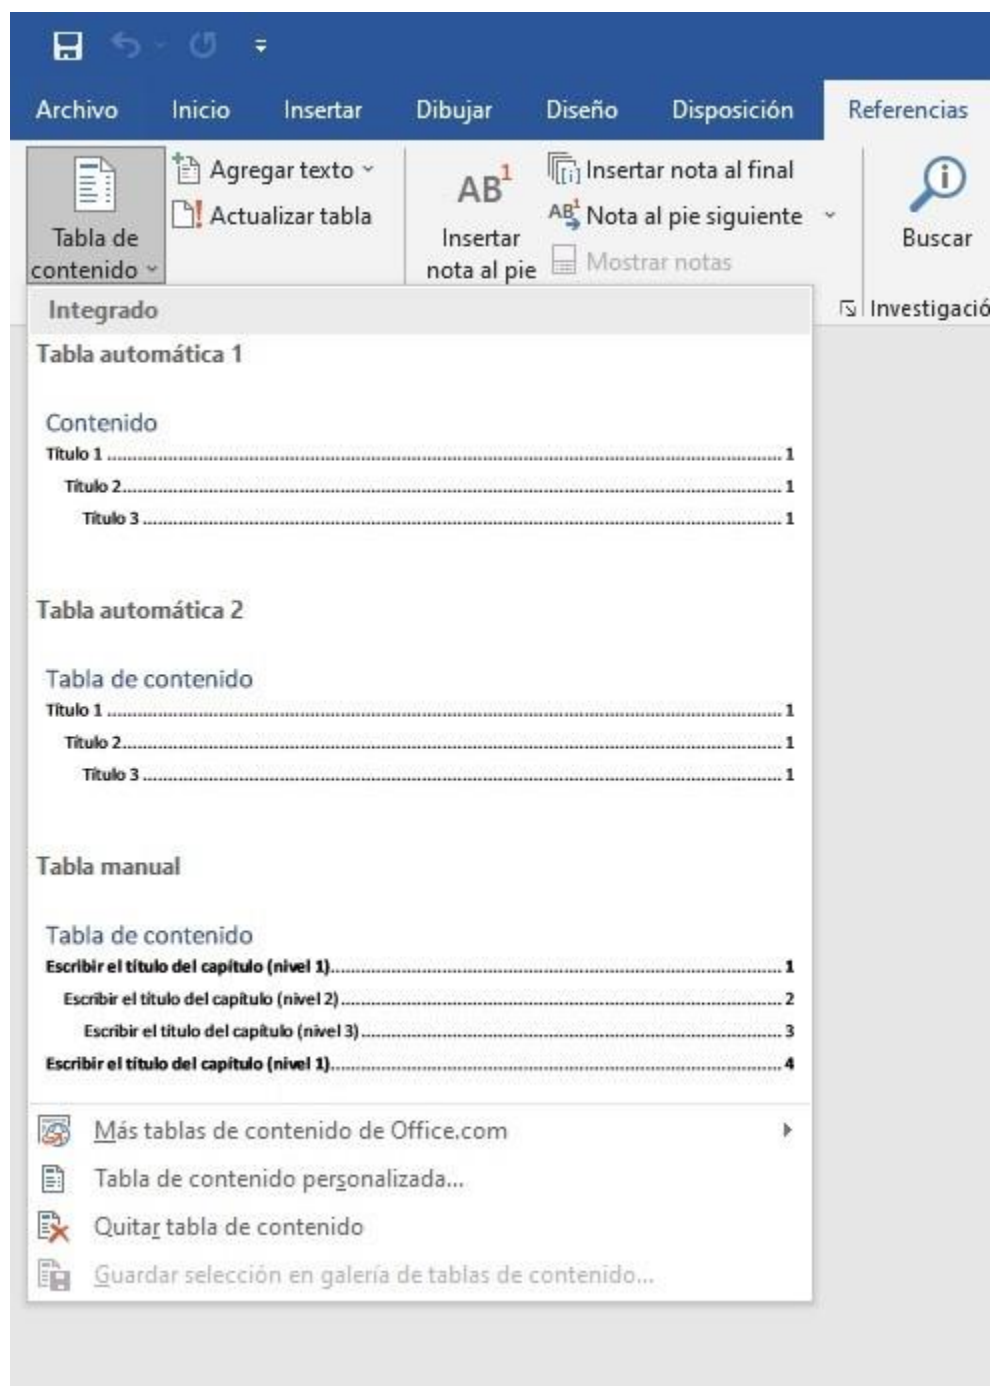 Archivo Inicio Insertar Dibujar Diseño Disposición Referencias
Tabla de
contenido
Agregar texto
Actualizar tabla
AB1
Insertar
nota al pie
[i] Insertar nota al final
AB1 Nota al pie siguiente
Mostrar notas
Buscar
Investigació
Integrado
Tabla automática 1
Contenido
Título 1 1
Título 2 1
Título 3 1
Tabla automática 2
Tabla de contenido
Título 1 1
Título 2 1
Título 3 1
Tabla manual
Tabla de contenido
Escribir el título del capítulo (nivel 1) 1
Escribir el título del capítulo (nivel 2) 2
Escribir el título del capítulo (nivel 3) 3
Escribir el título del capítulo (nivel 1) 4
Más tablas de contenido de Office.com
Tabla de contenido personalizada...
Quitar tabla de contenido
Guardar selección en galería de tablas de contenido...